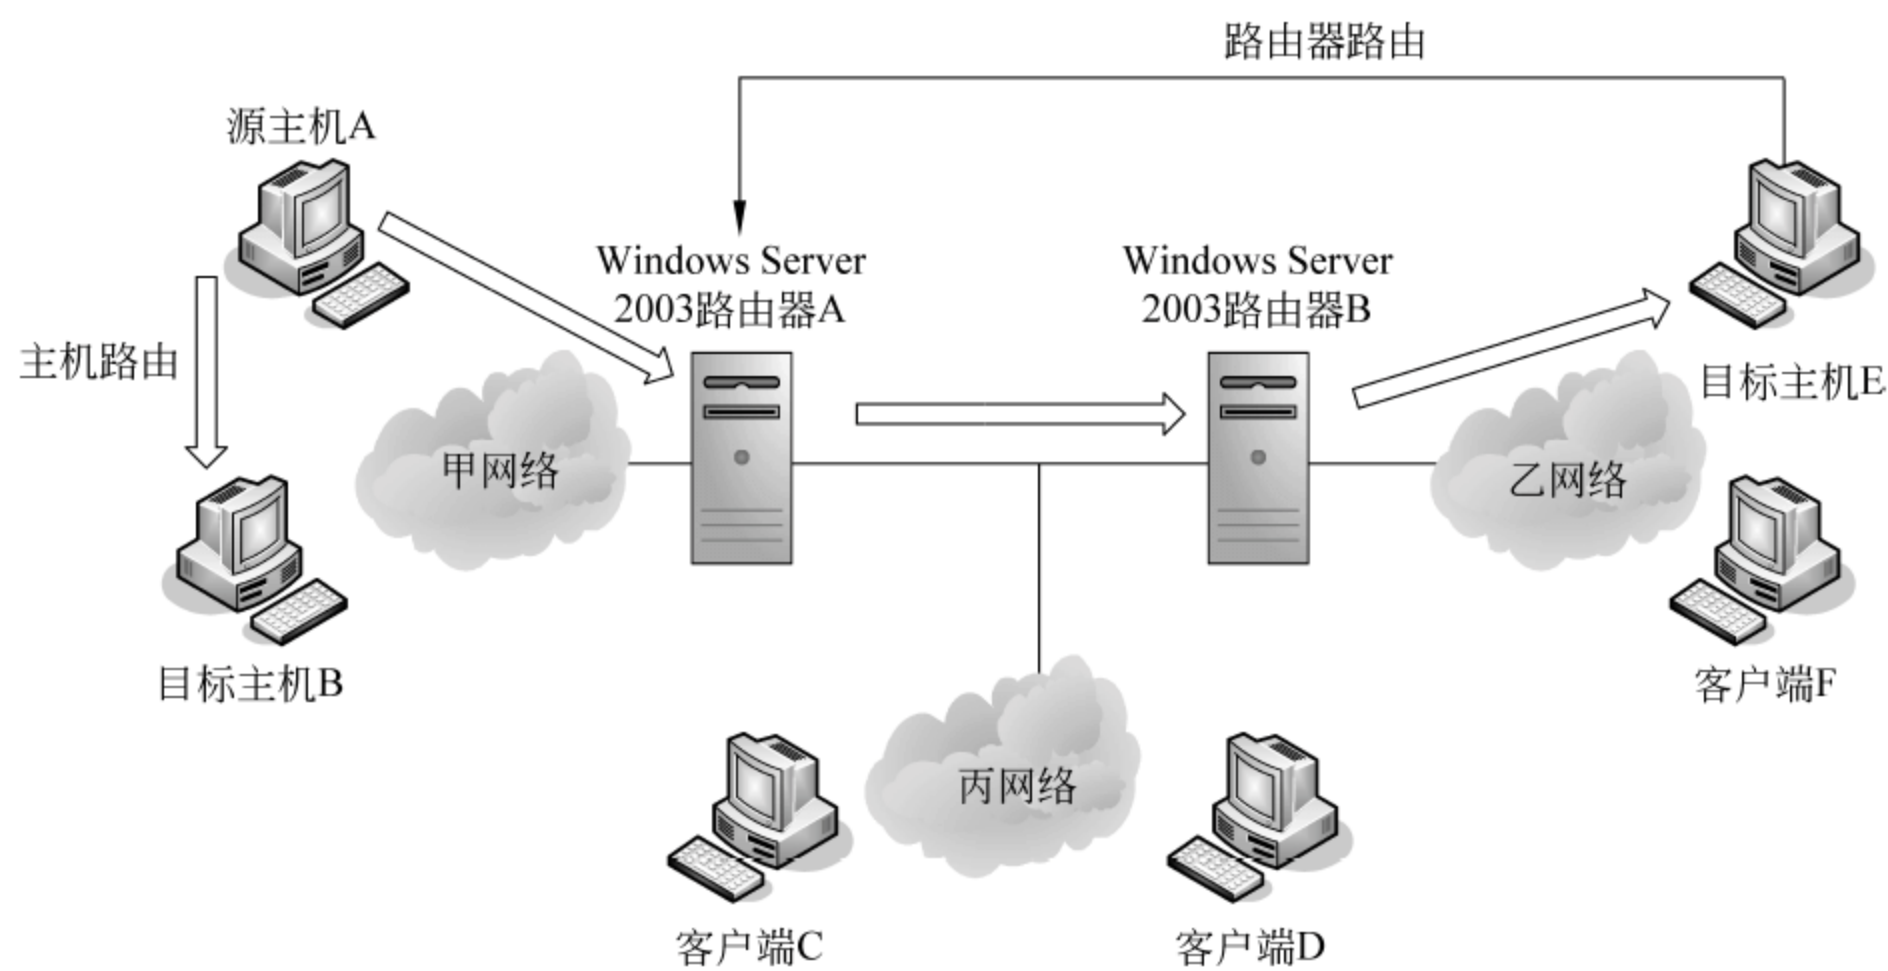 路由器路由
源主机A
Windows Server
2003路由器A
Windows Server
2003路由器B
主机路由
目标主机E
甲网络
乙网络
目标主机B
客户端F
丙网络
客户端C
客户端D